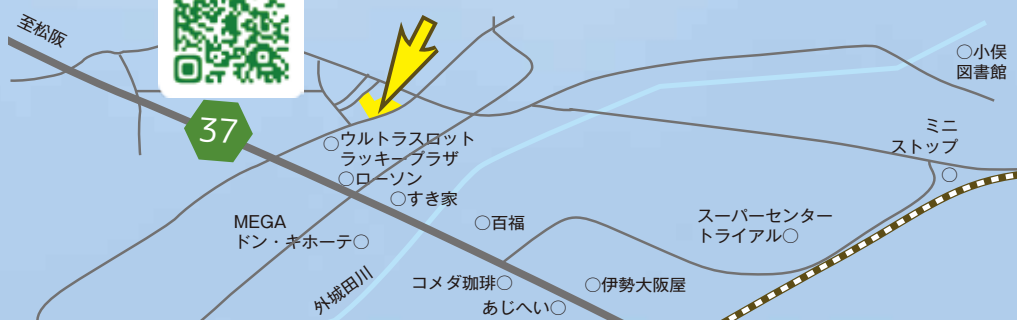 至松阪
37
小俣
図書館
ウルトラスロット
ラッキープラザ
ローソン
すき家
ミニ
ストップ
MEGA
ドン・キホーテ
百福
スーパーセンター
トライアル
外城田川
コメダ珈琲
伊勢大阪屋
あじへい